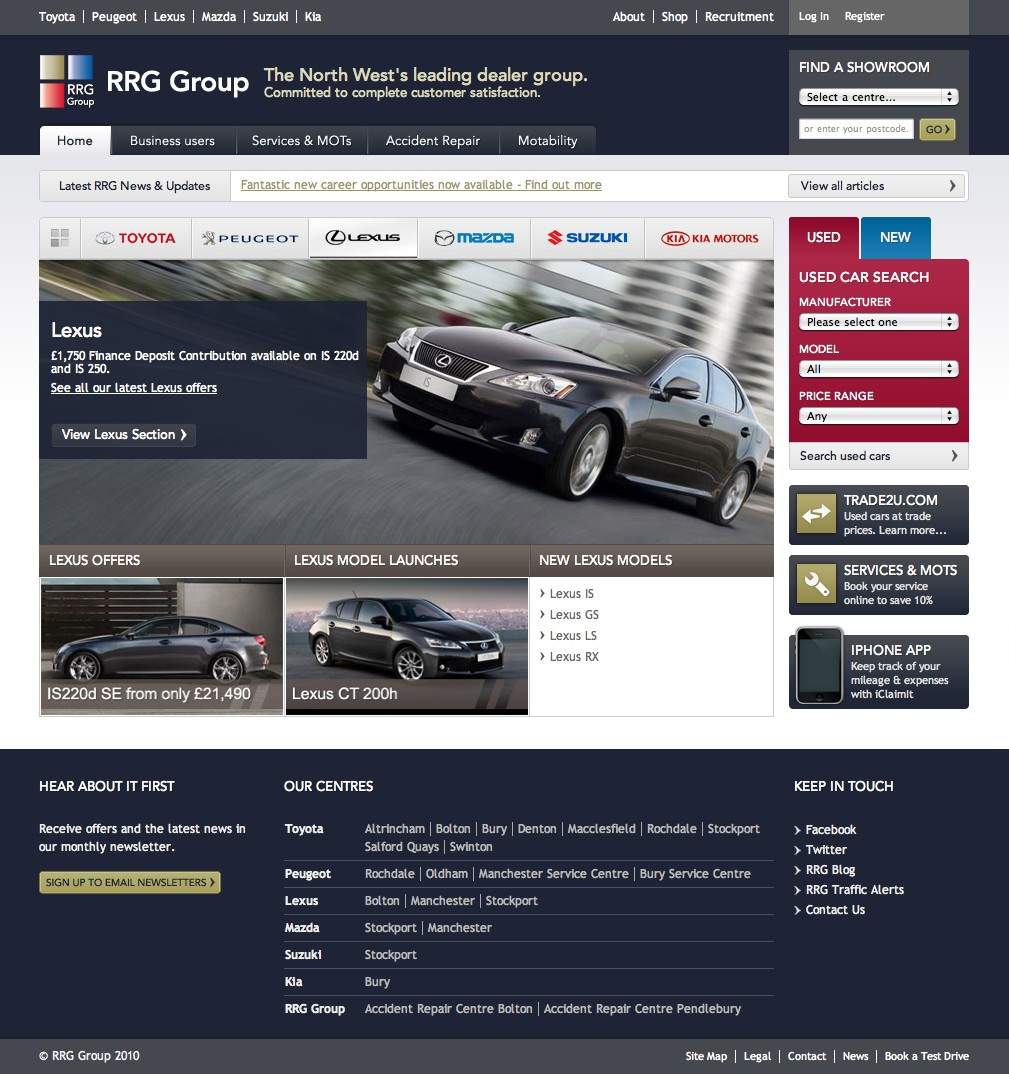 Toyota | Peugeot | Lexus | Mazda | Suzuki | Kia
About | Shop | Recruitment
Log In Register
RRG Group
RRG Group
The North West's leading dealer group.
Committed to complete customer satisfaction.
FIND A SHOWROOM
Select a centre...
or enter your postcode. GO
Home Business users Services & MOTs Accident Repair Motability
Latest RRG News & Updates Fantastic new career opportunities now available - Find out more View all articles
TOYOTA PEUGEOT LEXUS mazda SUZUKI KIA KIA MOTORS
USED NEW
Lexus
£1,750 Finance Deposit Contribution available on IS 220d
and IS 250.
See all our latest Lexus offers
View Lexus Section
IS
USED CAR SEARCH
MANUFACTURER
Please select one
MODEL
All
PRICE RANGE
Any
Search used cars
TRADE2U.COM
Used cars at trade
prices. Learn more...
SERVICES & MOTS
Book your service
online to save 10%
IPHONE APP
Keep track of your
mileage & expenses
with iClaimit
LEXUS OFFERS LEXUS MODEL LAUNCHES NEW LEXUS MODELS
IS220d SE from only £21,490
Lexus CT 200h
Lexus IS
Lexus GS
Lexus LS
Lexus RX
HEAR ABOUT IT FIRST
Receive offers and the latest news in
our monthly newsletter.
SIGN UP TO EMAIL NEWSLETTERS
OUR CENTRES
Toyota Altrincham | Bolton | Bury | Denton | Macclesfield | Rochdale | Stockport
Salford Quays | Swinton
Peugeot Rochdale | Oldham | Manchester Service Centre | Bury Service Centre
Lexus Bolton | Manchester | Stockport
Mazda Stockport | Manchester
Suzuki Stockport
Kia Bury
RRG Group Accident Repair Centre Bolton | Accident Repair Centre Pendlebury
KEEP IN TOUCH
Facebook
Twitter
RRG Blog
RRG Traffic Alerts
Contact Us
© RRG Group 2010
Site Map | Legal | Contact | News | Book a Test Drive